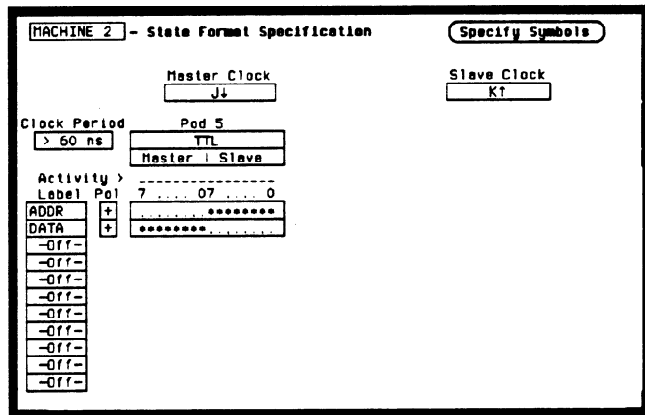 MACHINE 2 - State Format Specification Specify Symbols
Master Clock Slave Clock
J↓ K↑
Clock Period Pod 5
> 60 ns TTL
Master | Slave
Activity > ----------------
Label Pol 7 .... 07 .... 0
ADDR + ........********
DATA + ********........
-Off-
-Off-
-Off-
-Off-
-Off-
-Off-
-Off-
-Off-
-Off-